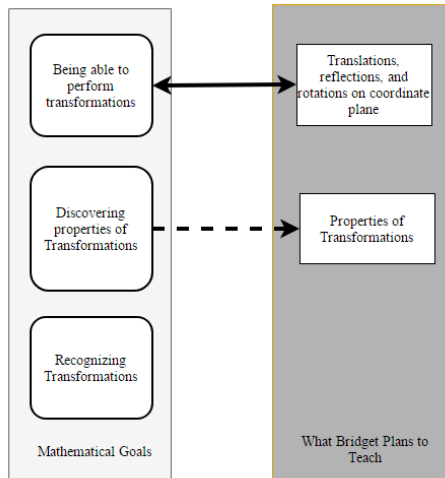 Being able to
perform
transformations
Translations,
reflections, and
rotations on coordinate
plane
Discovering
properties of
Transformations
Properties of
Transformations
Recognizing
Transformations
Mathematical Goals
What Bridget Plans to
Teach